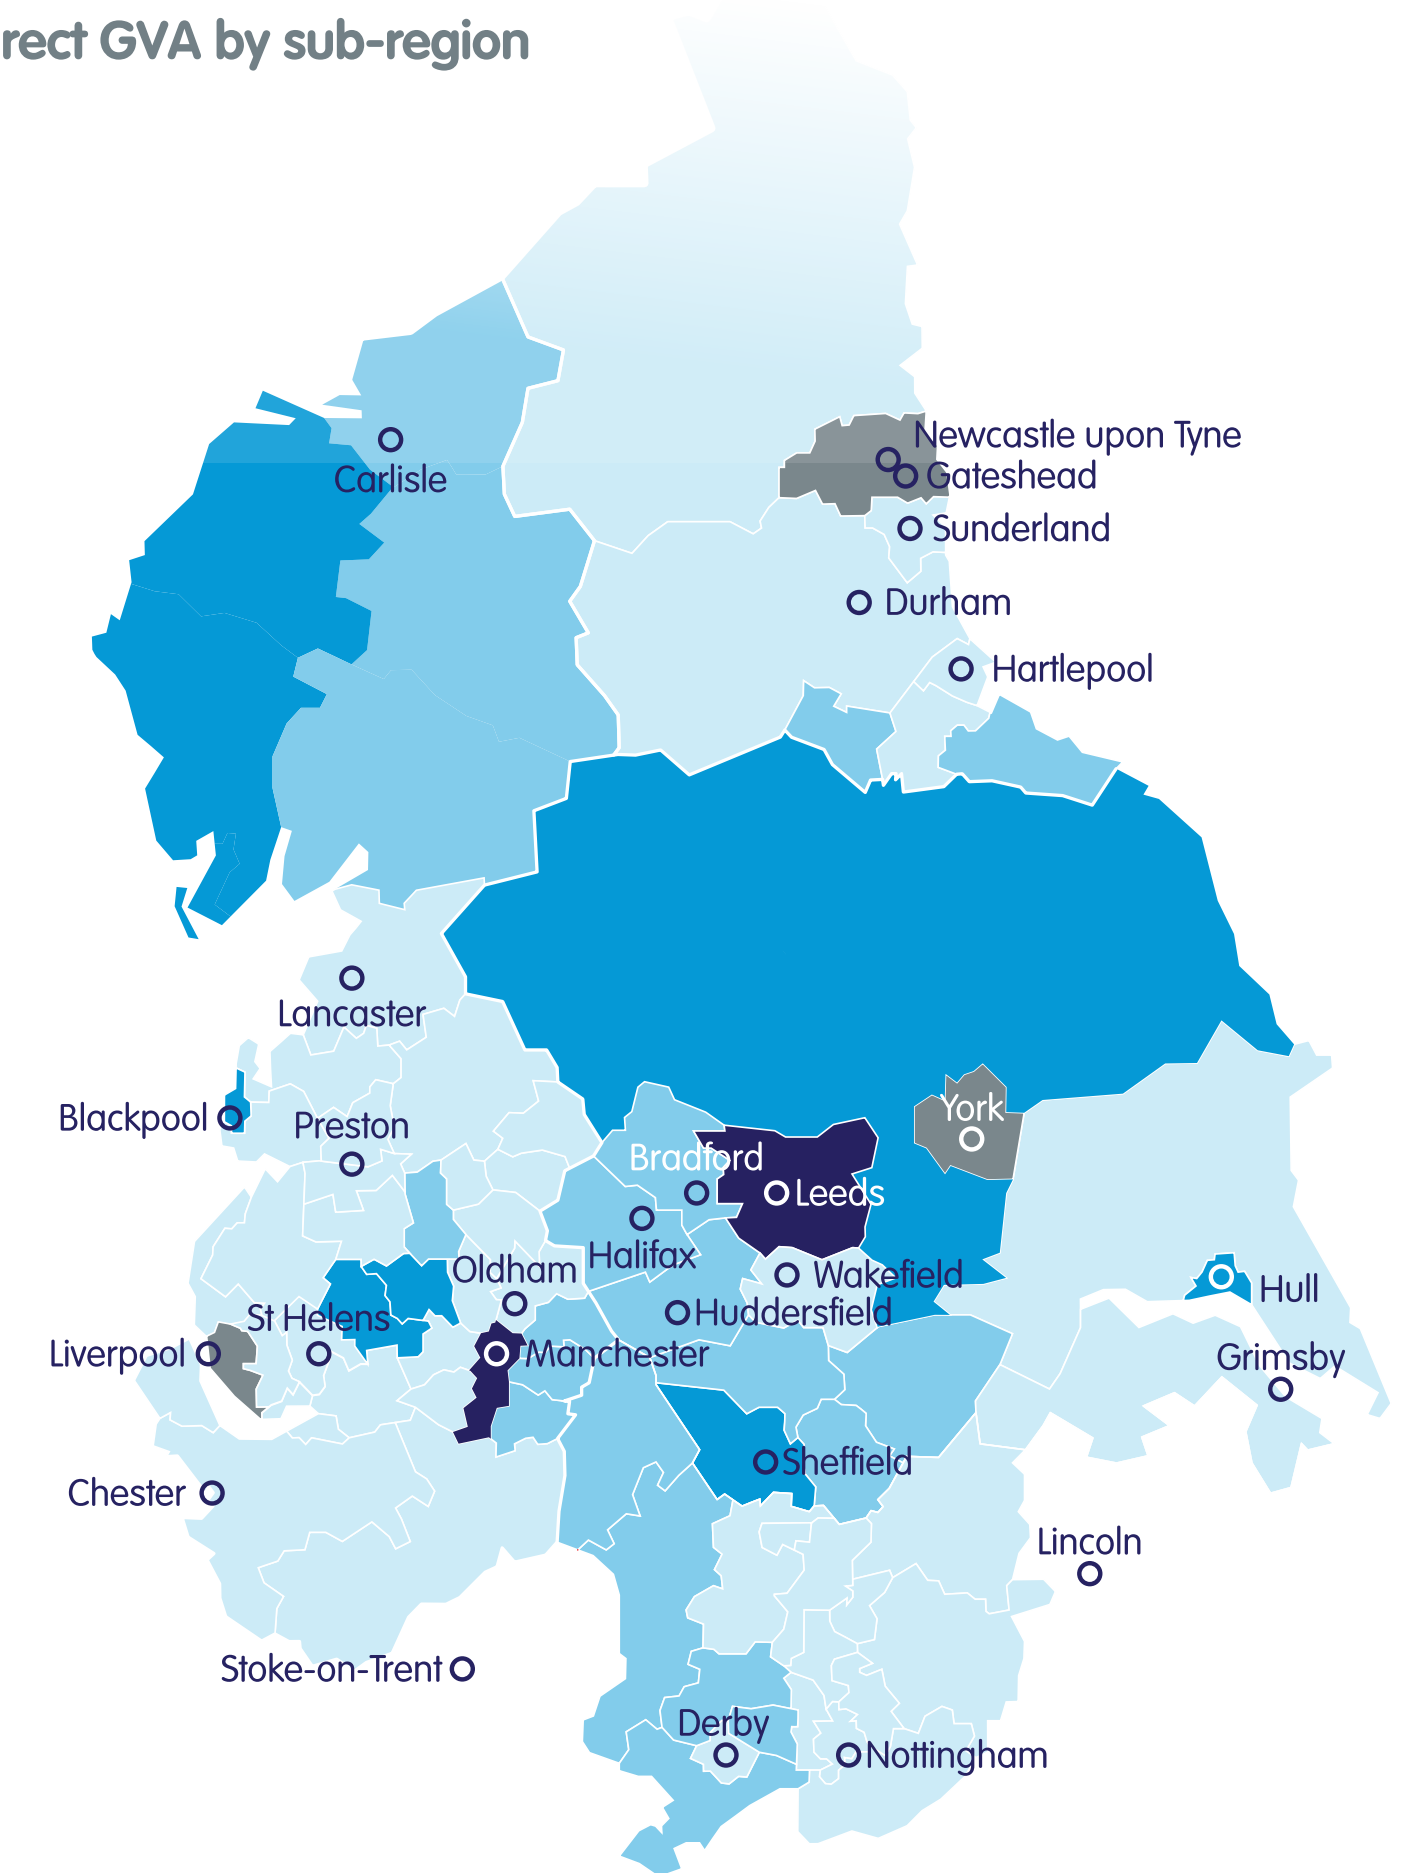 rect GVA by sub-region
Newcastle upon Tyne
Gateshead
Carlisle
Sunderland
Durham
Hartlepool
Lancaster
York
Blackpool
Preston
Bradford
Leeds
Halifax
Oldham
Wakefield
Hull
Huddersfield
St Helens
Liverpool
Manchester
Grimsby
Sheffield
Chester
Lincoln
Stoke-on-Trent
Derby
Nottingham